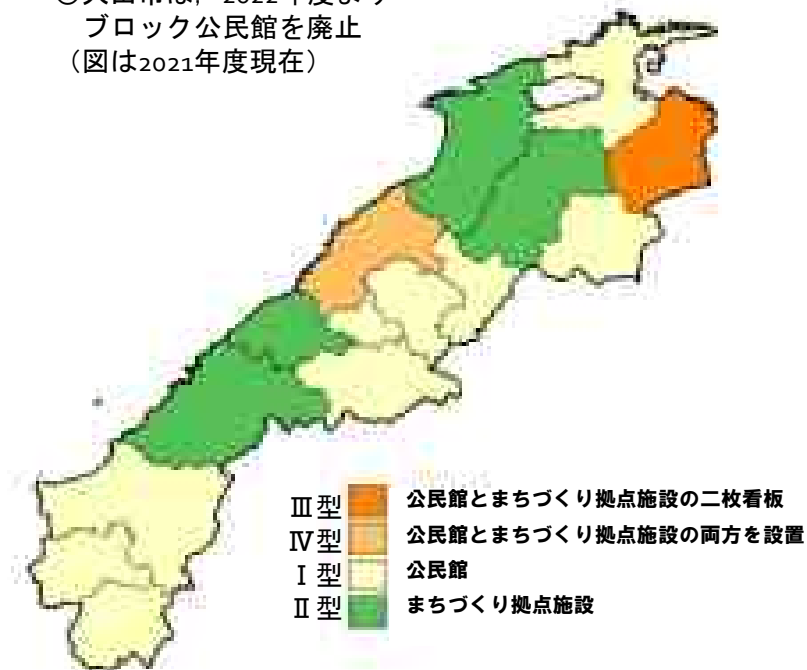 ブロック公民館を廃止
（図は2021年度現在）
Ⅲ型 公民館とまちづくり拠点施設の二枚看板
Ⅳ型 公民館とまちづくり拠点施設の両方を設置
Ⅰ型 公民館
Ⅱ型 まちづくり拠点施設